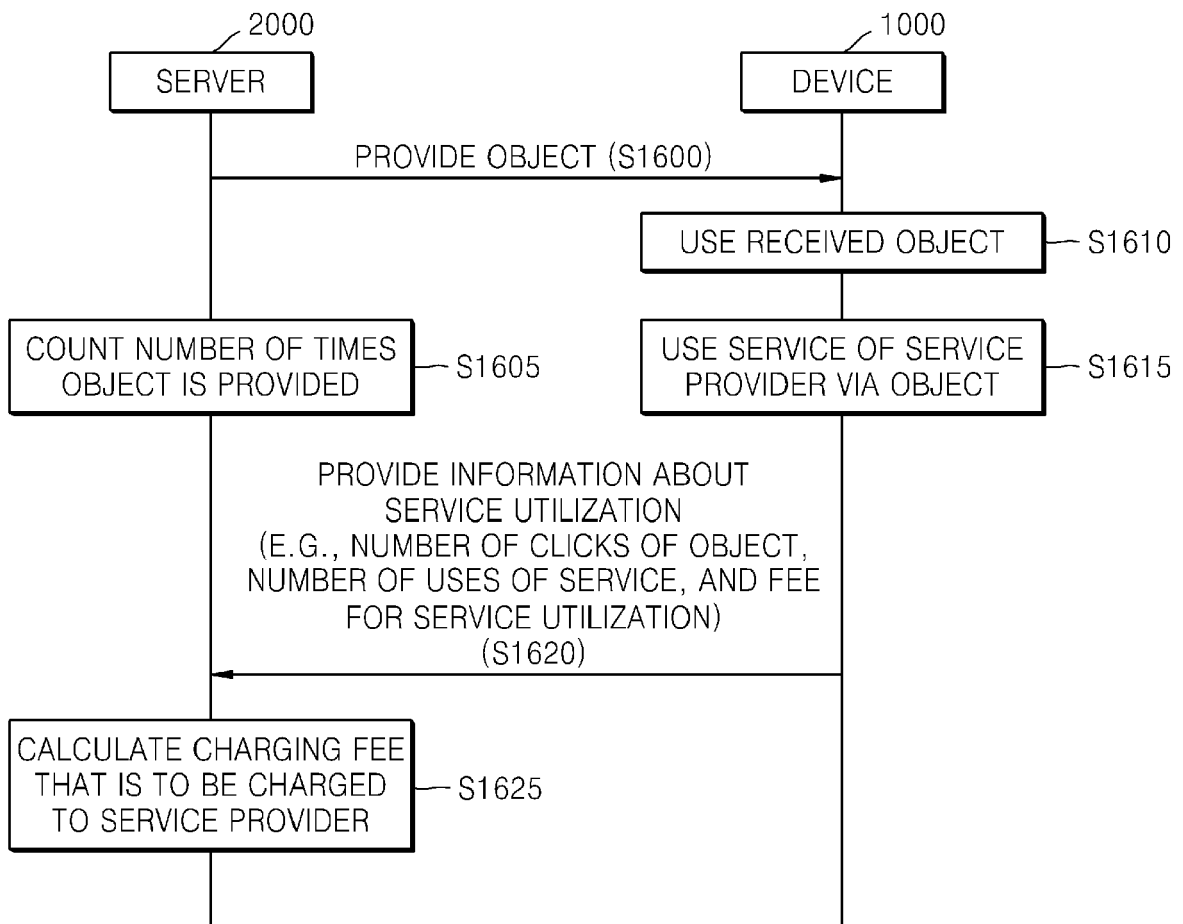 2000
1000
SERVER
DEVICE
PROVIDE OBJECT (S1600)
USE RECEIVED OBJECT
S1610
COUNT NUMBER OF TIMES
OBJECT IS PROVIDED
S1605
USE SERVICE OF SERVICE
PROVIDER VIA OBJECT
S1615
PROVIDE INFORMATION ABOUT
SERVICE UTILIZATION
(E.G., NUMBER OF CLICKS OF OBJECT,
NUMBER OF USES OF SERVICE, AND FEE
FOR SERVICE UTILIZATION)
(S1620)
CALCULATE CHARGING FEE
THAT IS TO BE CHARGED
TO SERVICE PROVIDER
S1625